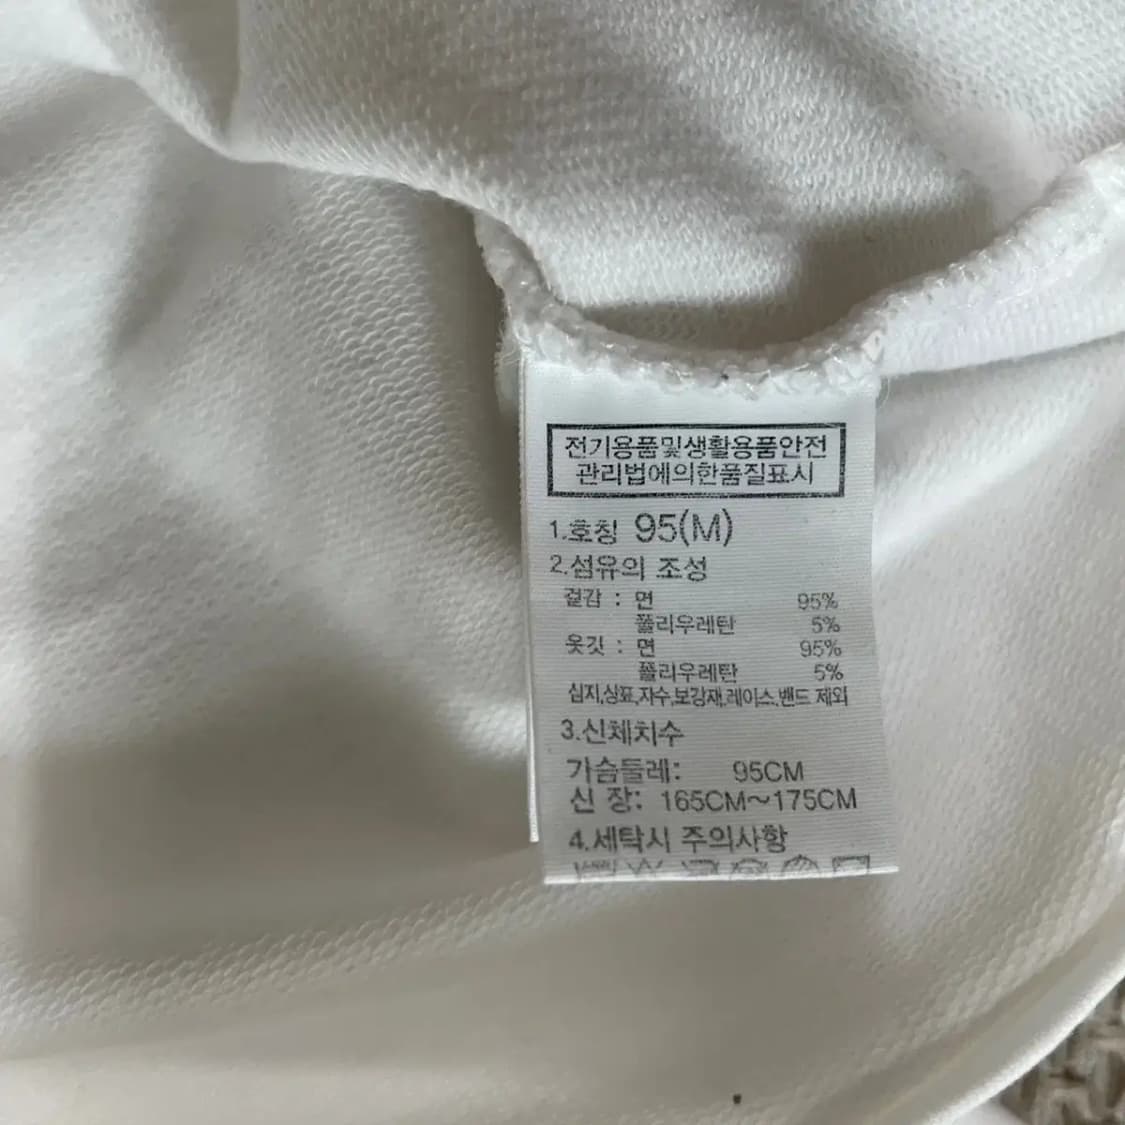 전기용품및생활용품안전
관리법에의한품질표시
1.호칭 95(M)
2.섬유의 조성
겉감 : 면 95%
폴리우레탄 5%
옷깃 : 면 95%
폴리우레탄 5%
심지,상표,자수,보강재,레이스,밴드 제외
3.신체치수
가슴둘레: 95CM
신 장: 165CM~175CM
4.세탁시 주의사항